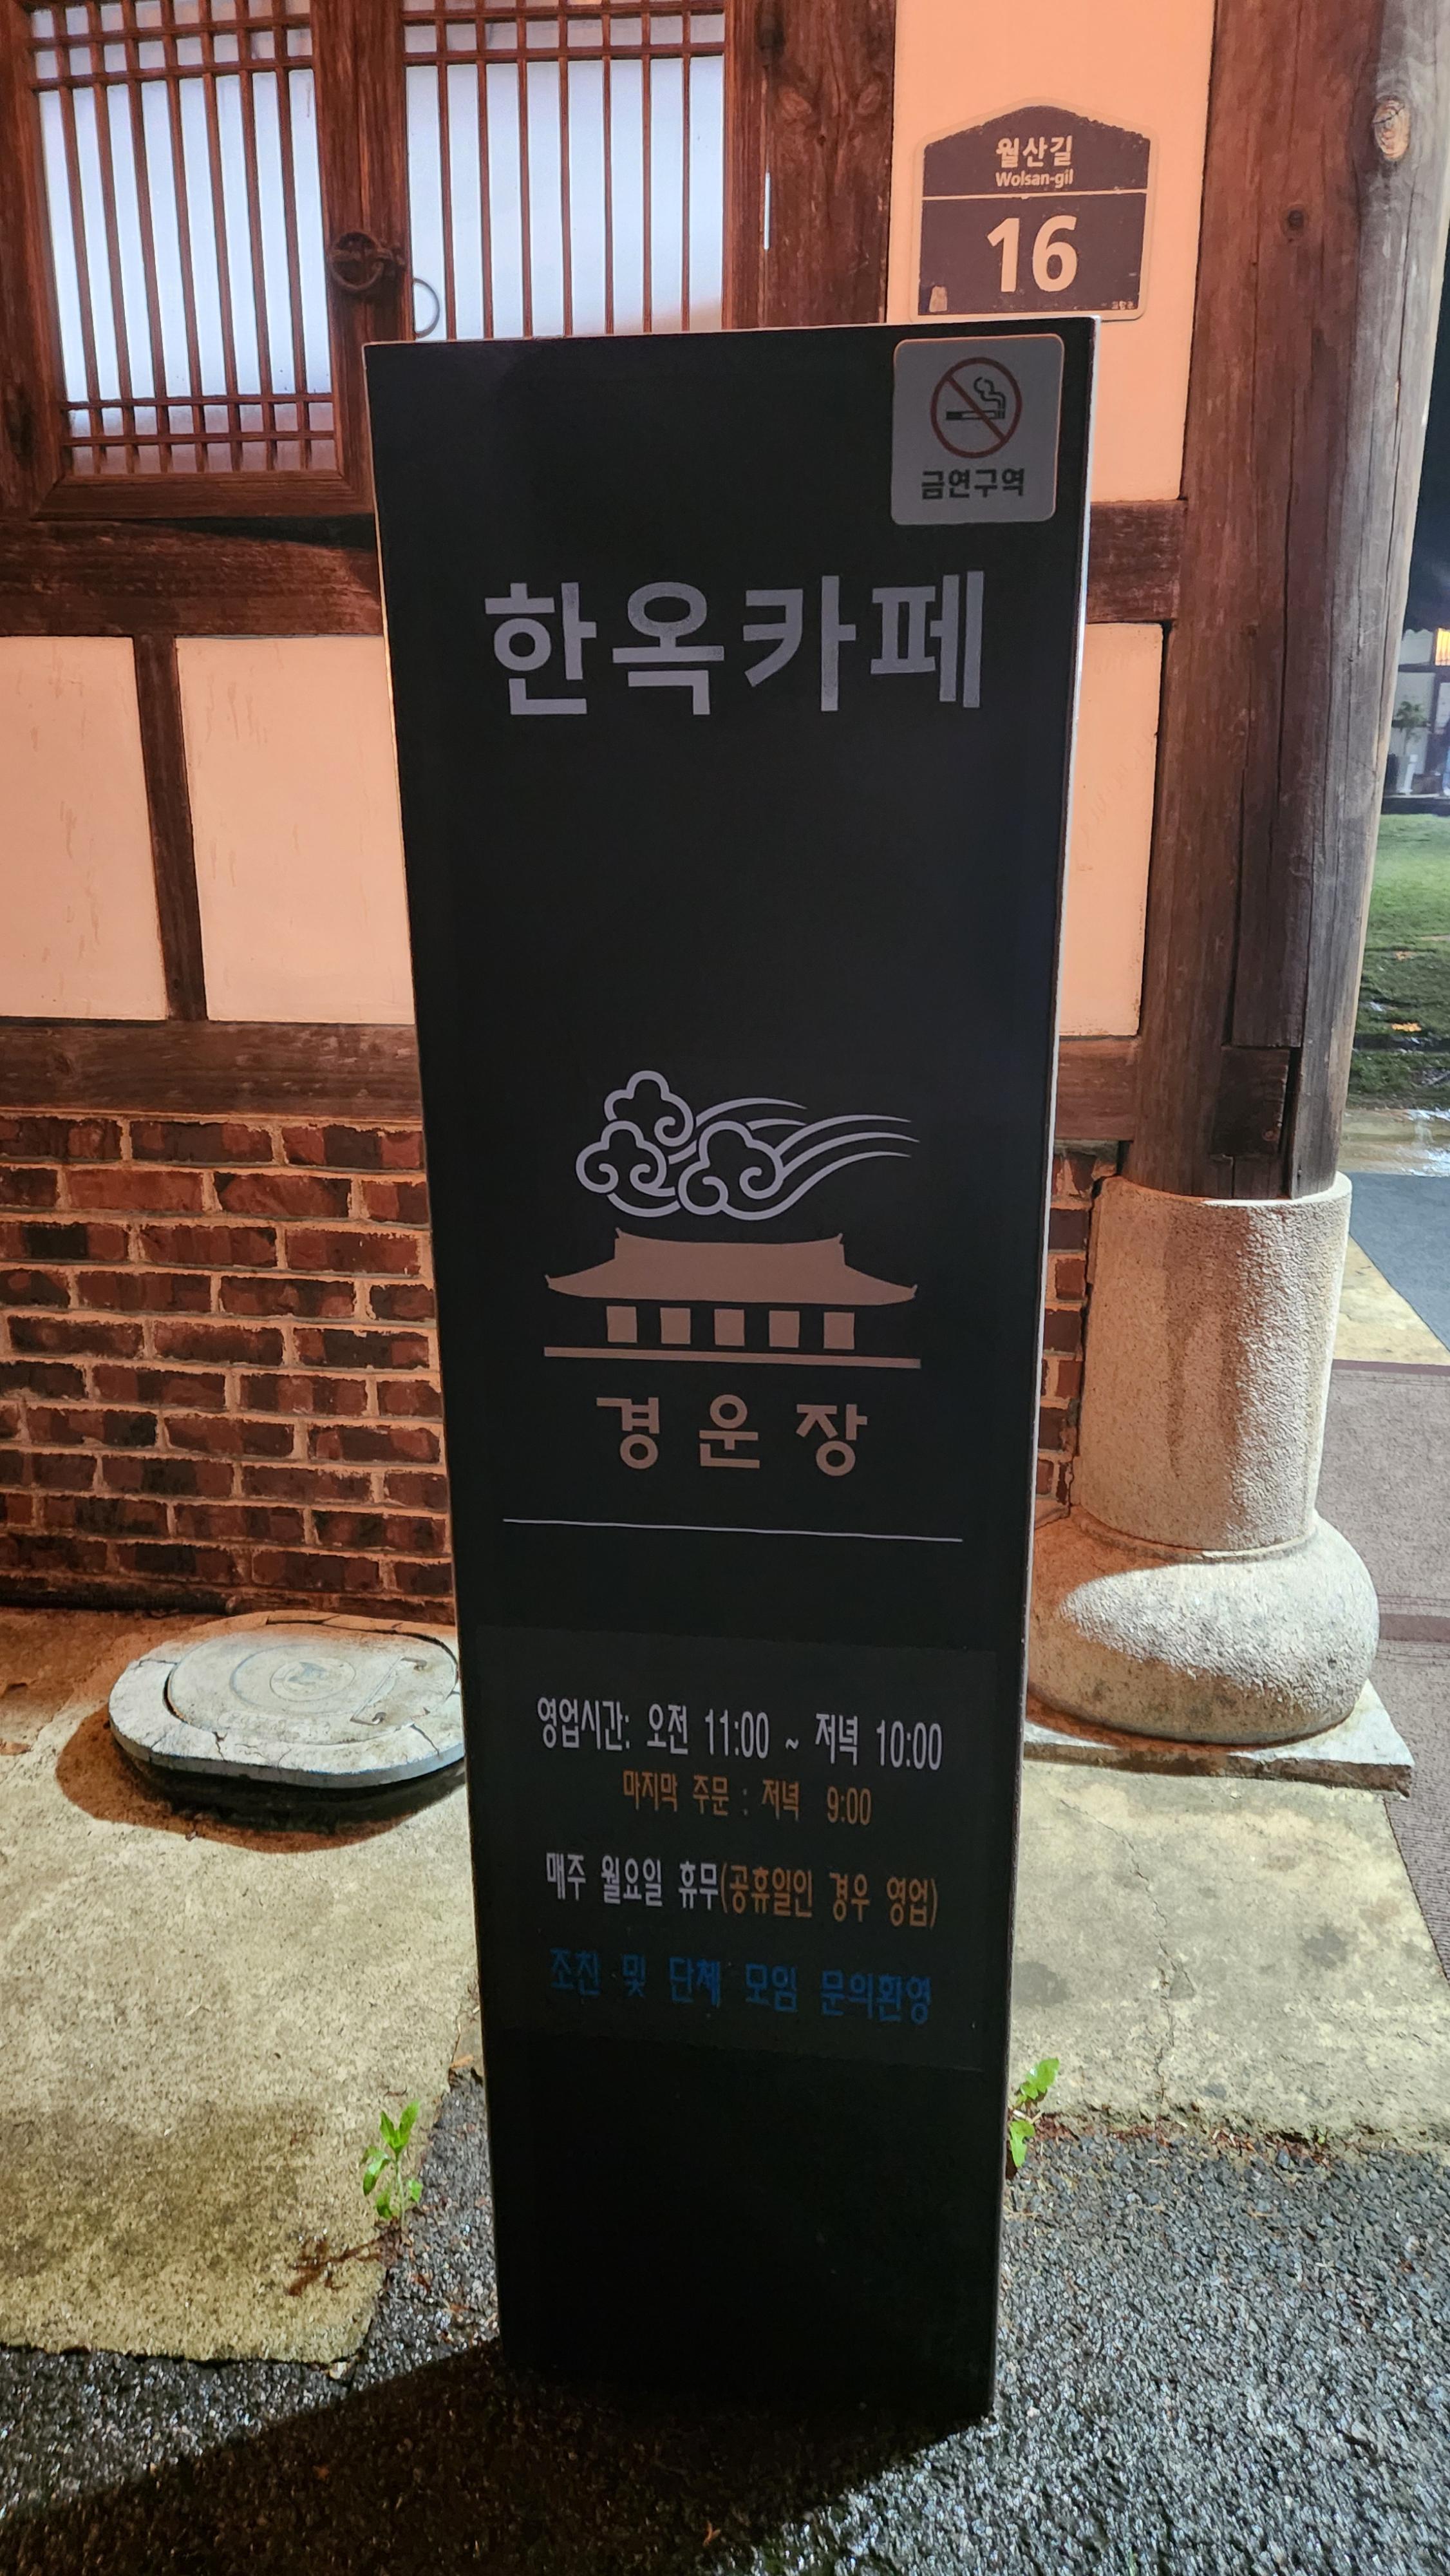 월산길
Wolsan-gil
16
금연구역
한옥카페
경운장
영업시간: 오전 11:00 ~ 저녁 10:00
마지막 주문 : 저녁 9:00
매주 월요일 휴무(공휴일인 경우 영업)
조찬 및 단체 모임 문의환영